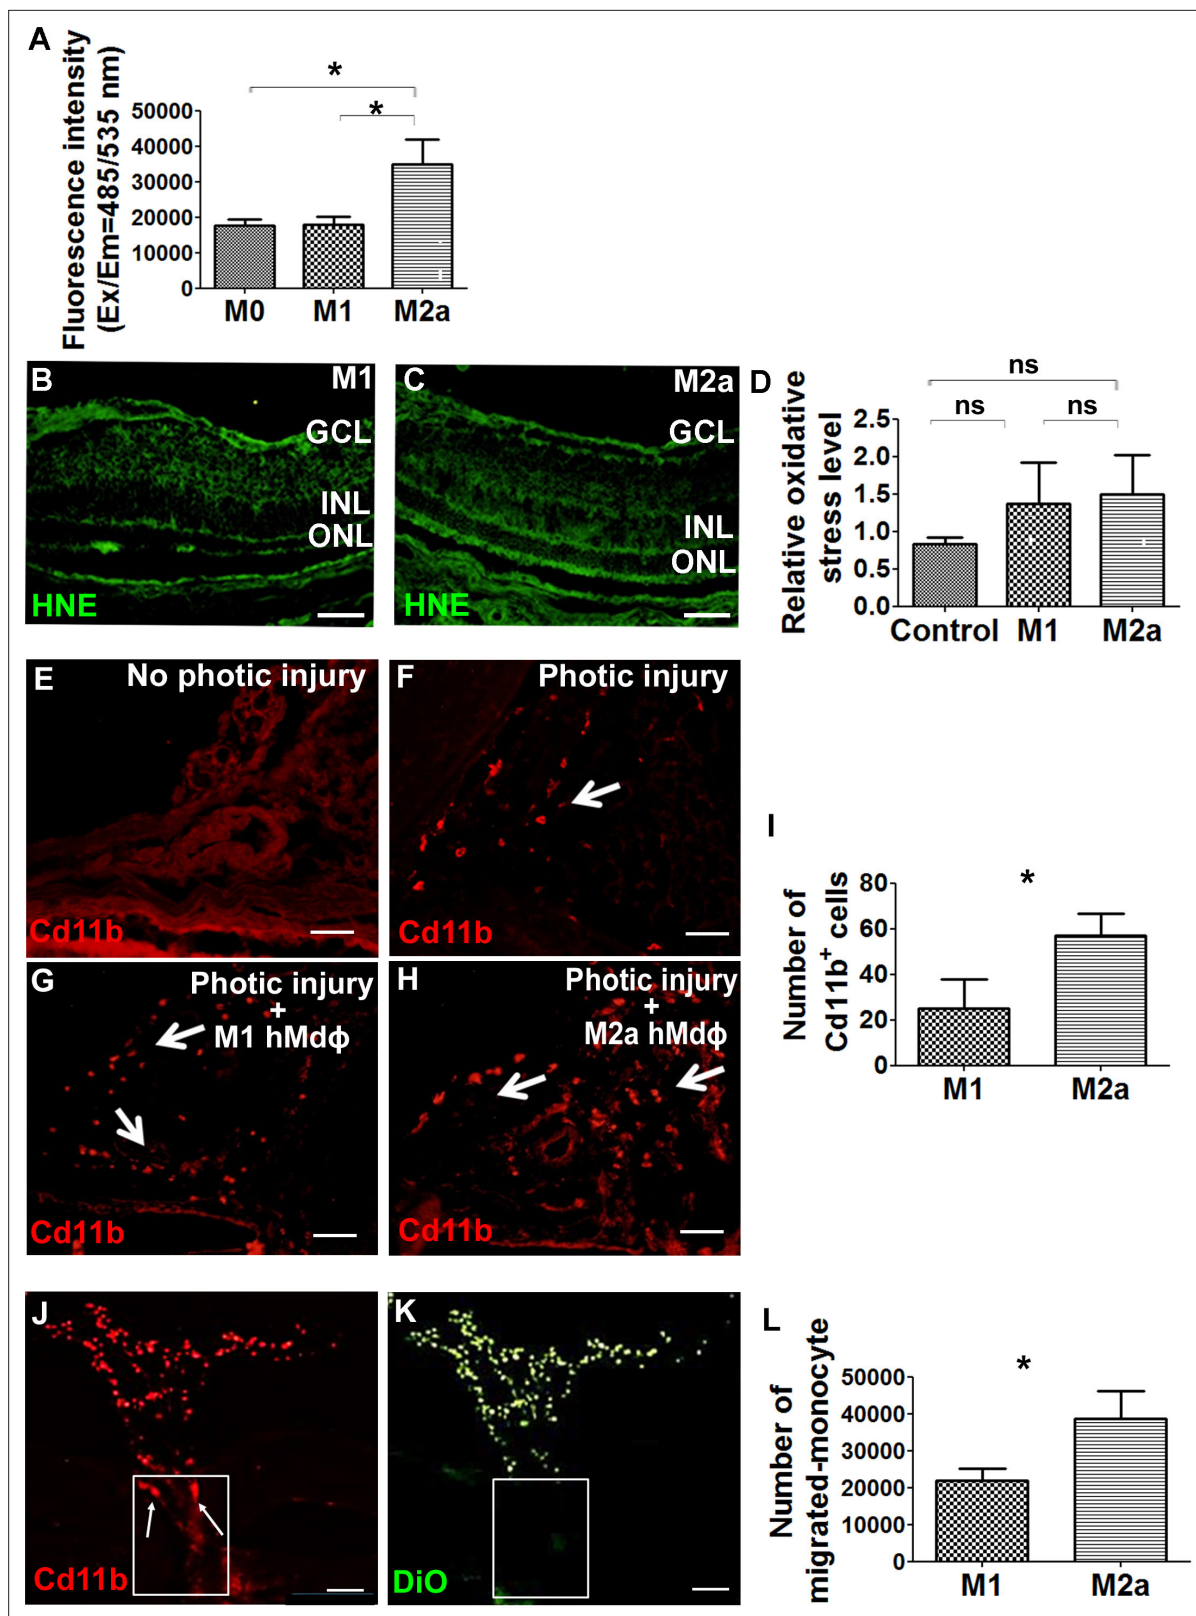 A
Fluorescence intensity
(Ex/Em=485/535 nm)
*
*
50000
40000
30000
20000
10000
0
M0 M1 M2a
B M1
GCL
INL
ONL
HNE
C M2a
GCL
INL
ONL
HNE
D
Relative oxidative
stress level
ns
ns ns
2.5
2.0
1.5
1.0
0.5
0.0
Control M1 M2a
E No photic injury
Cd11b
F Photic injury
Cd11b
G Photic injury
+
M1 hMdϕ
Cd11b
H Photic injury
+
M2a hMdϕ
Cd11b
I
Number of
Cd11b+ cells
*
80
60
40
20
0
M1 M2a
J
Cd11b
K
DiO
L
Number of
migrated-monocyte
*
50000
40000
30000
20000
10000
0
M1 M2a